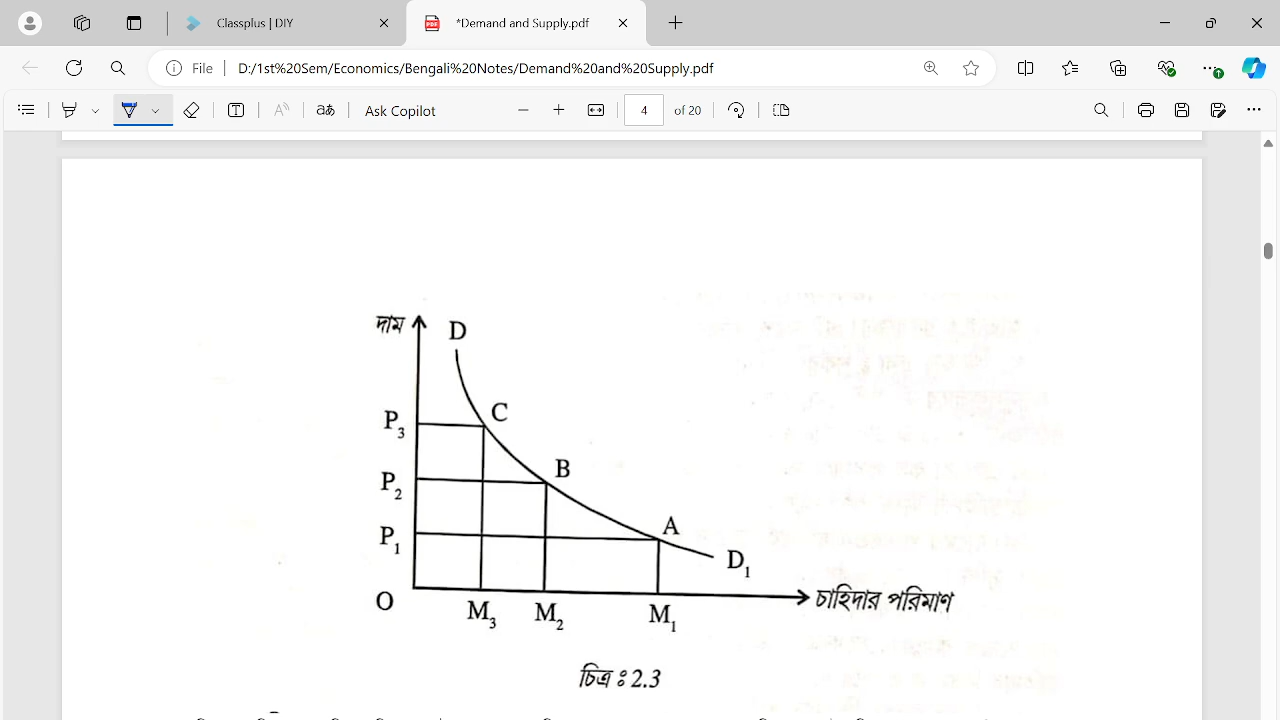 Classplus | DIY
*Demand and Supply.pdf
File
D:/1st%20Sem/Economics/Bengali%20Notes/Demand%20and%20Supply.pdf
Ask Copilot
4 of 20
দাম
D
P3
C
P2
B
P1
A
D1
O
M3 M2 M1
চাহিদার পরিমাণ
চিত্র ঃ 2.3